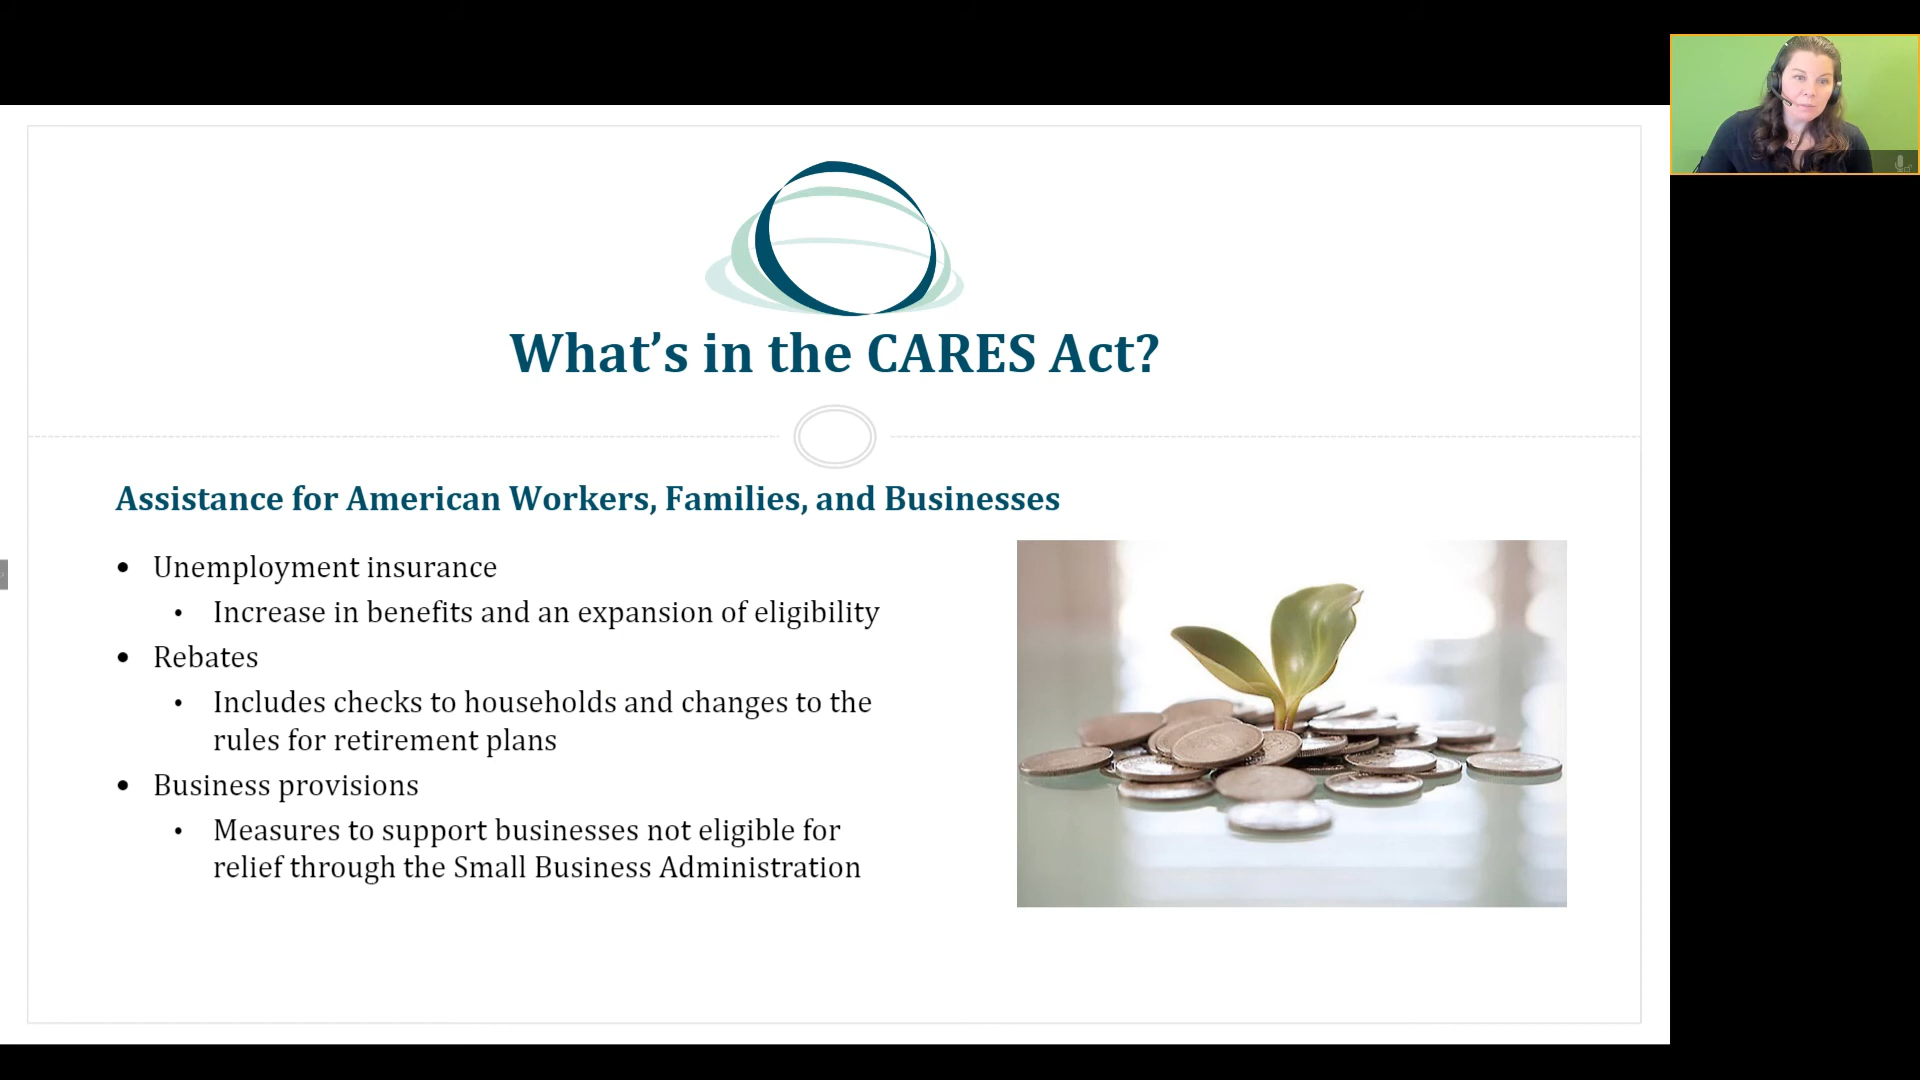 What's in the CARES Act?
Assistance for American Workers, Families, and Businesses
• Unemployment insurance
• Increase in benefits and an expansion of eligibility
• Rebates
• Includes checks to households and changes to the
rules for retirement plans
• Business provisions
• Measures to support businesses not eligible for
relief through the Small Business Administration